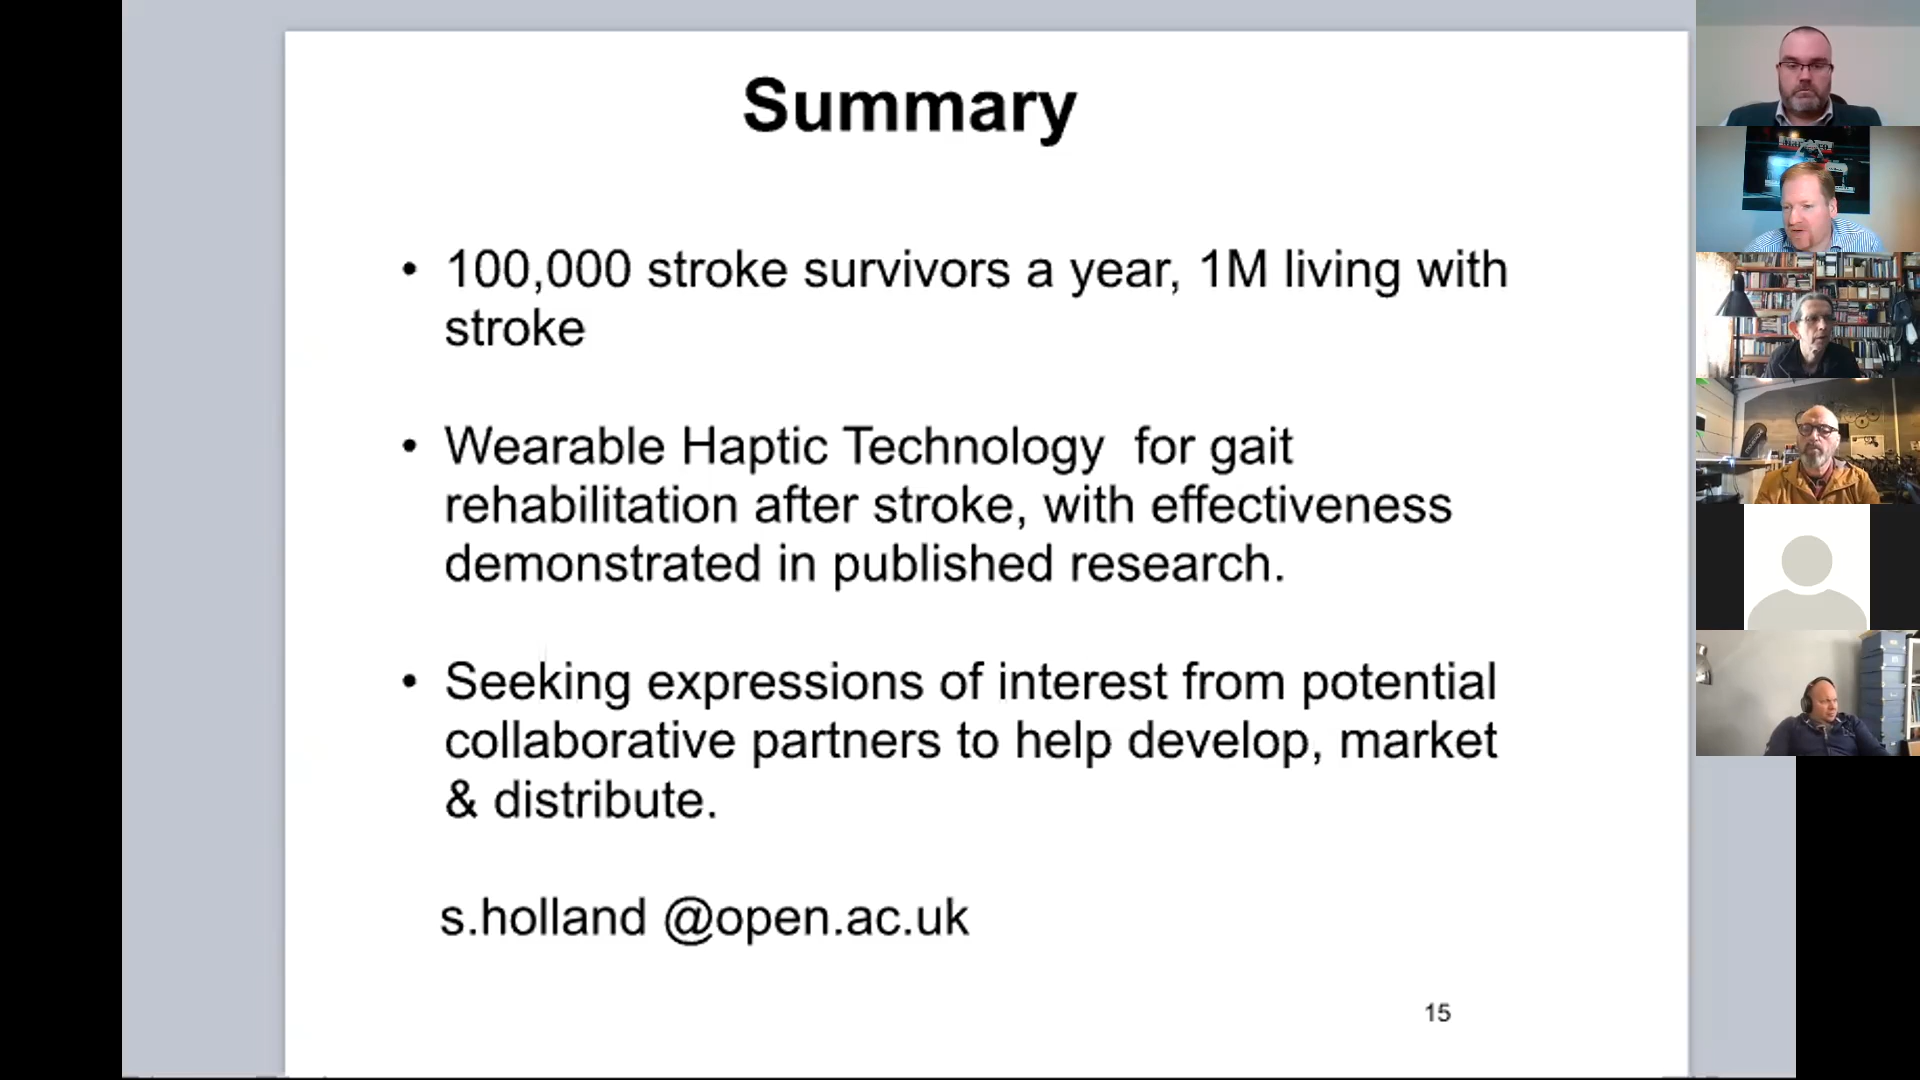 Summary
• 100,000 stroke survivors a year, 1M living with
stroke
• Wearable Haptic Technology  for gait
rehabilitation after stroke, with effectiveness
demonstrated in published research.
• Seeking expressions of interest from potential
collaborative partners to help develop, market
& distribute.
s.holland @open.ac.uk
15